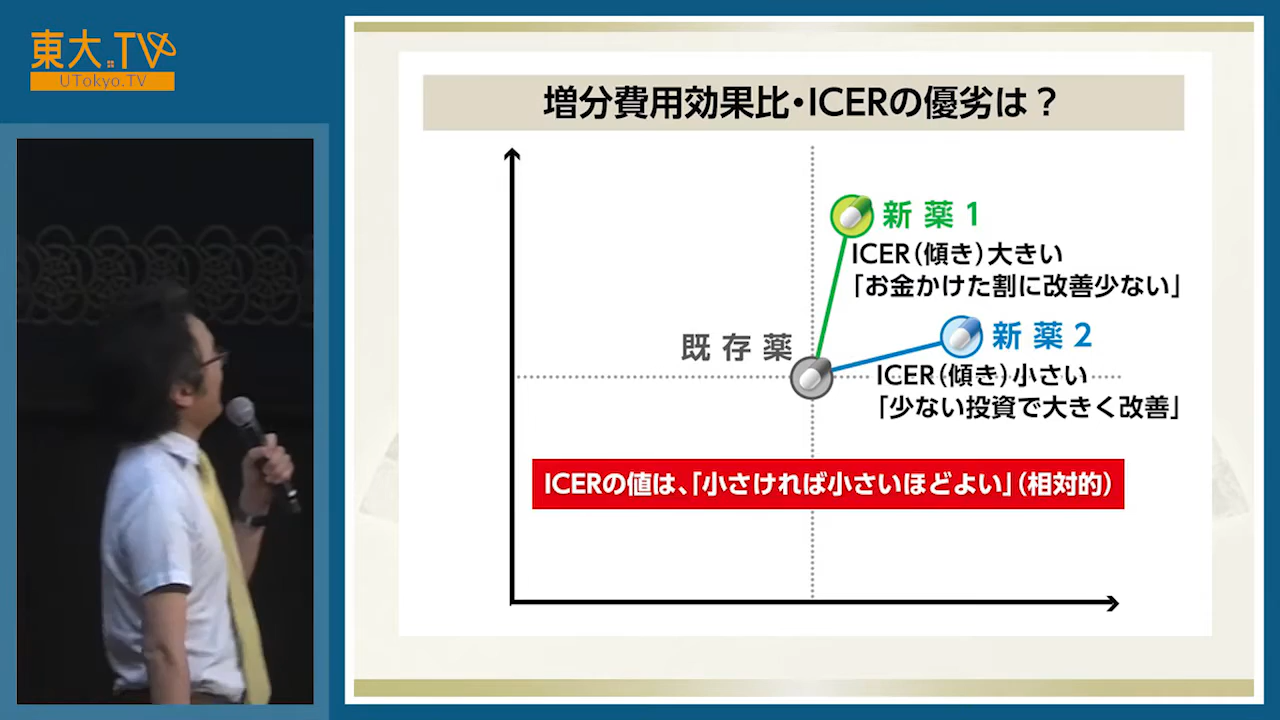 東大.TV
UTokyo.TV
増分費用効果比・ICERの優劣は？
新薬1
ICER（傾き）大きい
「お金かけた割に改善少ない」
既存薬
新薬2
ICER（傾き）小さい
「少ない投資で大きく改善」
ICERの値は、「小さければ小さいほどよい」（相対的）